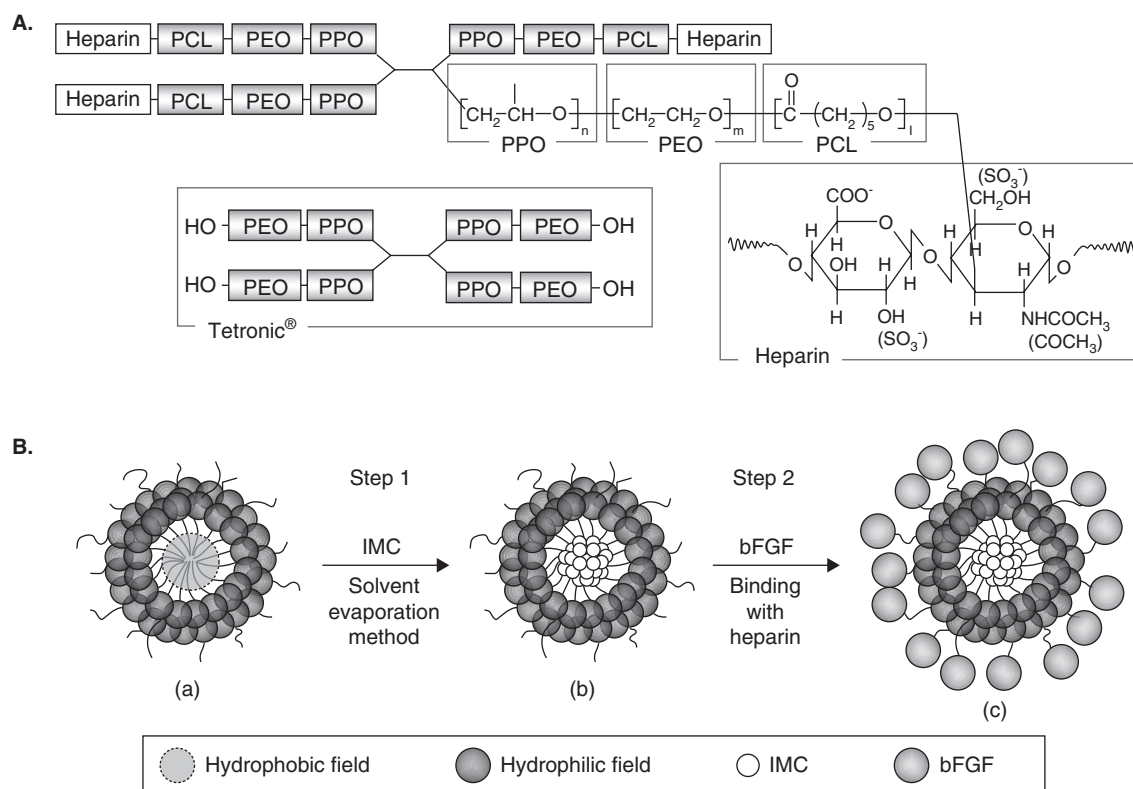 A.
Heparin PCL PEO PPO PPO PEO PCL Heparin
Heparin PCL PEO PPO
[CH2—CH—O]n [CH2—CH2—O]m [C—(CH2)5—O]l
O
PPO PEO PCL
HO PEO PPO PPO PEO OH
HO PEO PPO PPO PEO OH
Tetronic®
(SO3-)
COO- CH2OH
H O H O H
H H H
O OH H O H O
H OH H NHCOCH3
(SO3-) (COCH3)
Heparin
B.
Step 1
IMC
Solvent
evaporation
method
Step 2
bFGF
Binding
with
heparin
(a)
(b)
(c)
Hydrophobic field
Hydrophilic field
IMC
bFGF